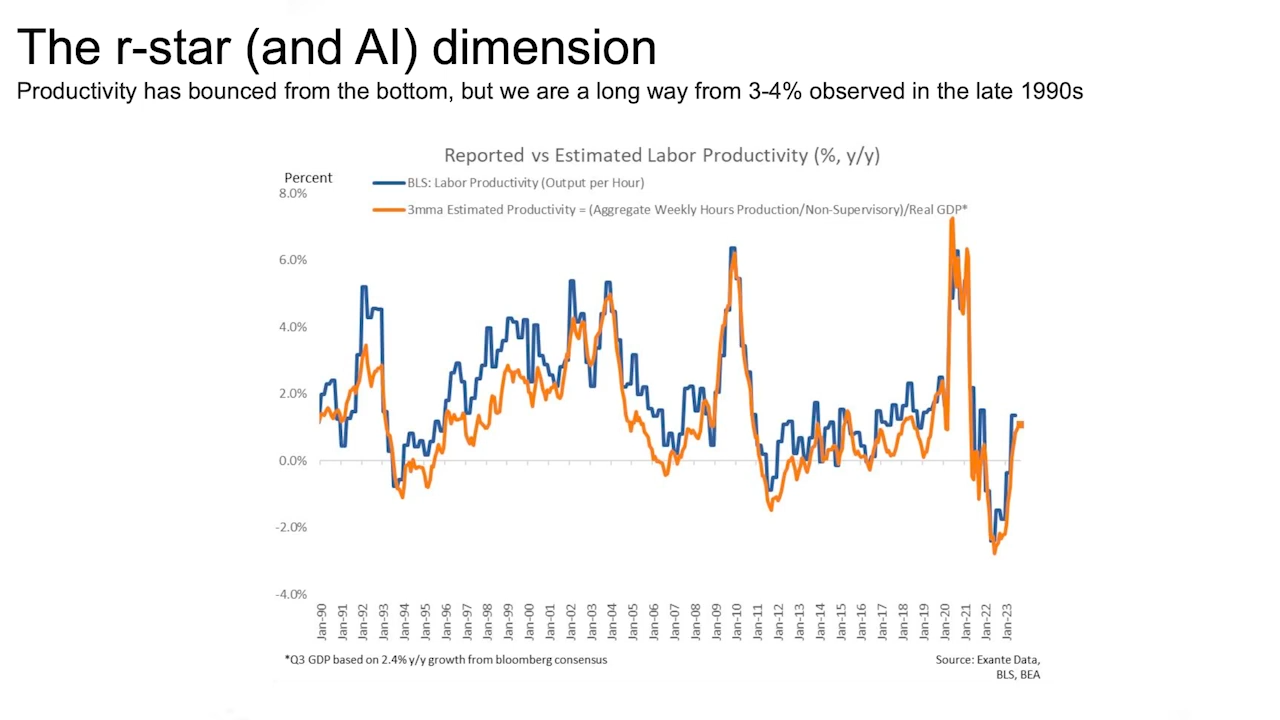 The r-star (and AI) dimension
Productivity has bounced from the bottom, but we are a long way from 3-4% observed in the late 1990s
Reported vs Estimated Labor Productivity (%, y/y)
Percent
BLS: Labor Productivity (Output per Hour)
3mma Estimated Productivity = (Aggregate Weekly Hours Production/Non-Supervisory)/Real GDP*
8.0%
6.0%
4.0%
2.0%
0.0%
-2.0%
-4.0%
Jan-90
Jan-91
Jan-92
Jan-93
Jan-94
Jan-95
Jan-96
Jan-97
Jan-98
Jan-99
Jan-00
Jan-01
Jan-02
Jan-03
Jan-04
Jan-05
Jan-06
Jan-07
Jan-08
Jan-09
Jan-10
Jan-11
Jan-12
Jan-13
Jan-14
Jan-15
Jan-16
Jan-17
Jan-18
Jan-19
Jan-20
Jan-21
Jan-22
Jan-23
*Q3 GDP based on 2.4% y/y growth from bloomberg consensus
Source: Exante Data,
BLS, BEA